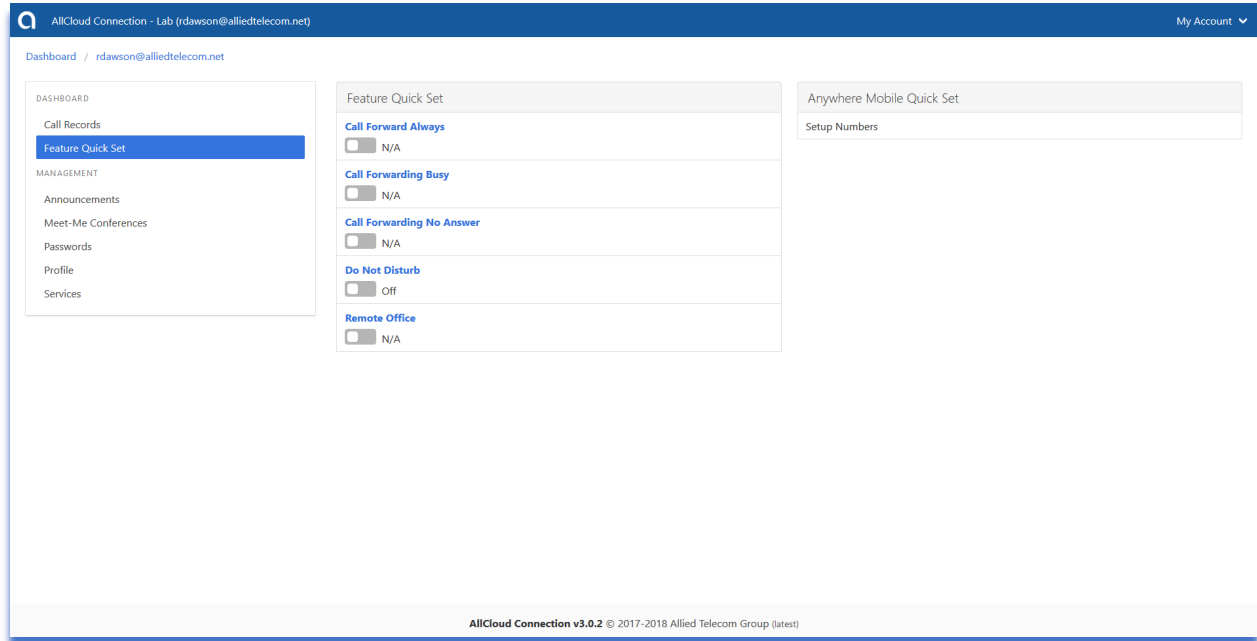 AllCloud Connection - Lab (rdawson@alliedtelecom.net)
My Account
Dashboard / rdawson@alliedtelecom.net
DASHBOARD
Call Records
Feature Quick Set
MANAGEMENT
Announcements
Meet-Me Conferences
Passwords
Profile
Services
Feature Quick Set
Call Forward Always
N/A
Call Forwarding Busy
N/A
Call Forwarding No Answer
N/A
Do Not Disturb
Off
Remote Office
N/A
Anywhere Mobile Quick Set
Setup Numbers
AllCloud Connection v3.0.2 © 2017-2018 Allied Telecom Group (latest)